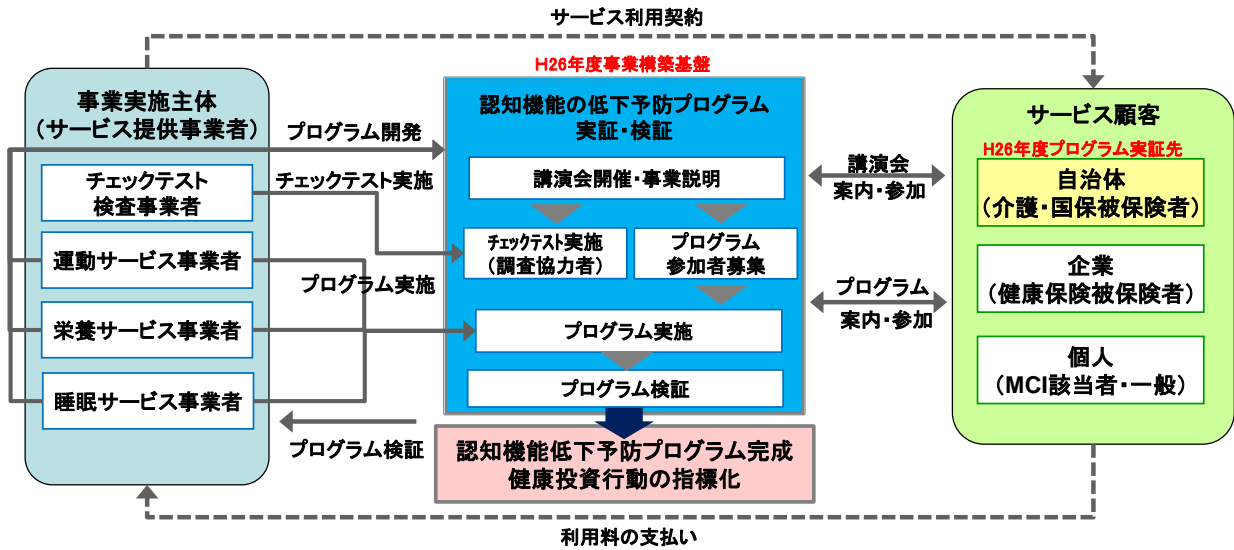 サービス利用契約
H26年度事業構築基盤
事業実施主体
（サービス提供事業者）
チェックテスト
検査事業者
運動サービス事業者
栄養サービス事業者
睡眠サービス事業者
プログラム開発
チェックテスト実施
プログラム実施
プログラム検証
認知機能の低下予防プログラム
実証・検証
講演会開催・事業説明
ﾁｪｯｸﾃｽﾄ実施
（調査協力者）
プログラム
参加者募集
プログラム実施
プログラム検証
認知機能低下予防プログラム完成
健康投資行動の指標化
講演会
案内・参加
プログラム
案内・参加
サービス顧客
H26年度プログラム実証先
自治体
（介護・国保被保険者）
企業
（健康保険被保険者）
個人
（MCI該当者・一般）
利用料の支払い